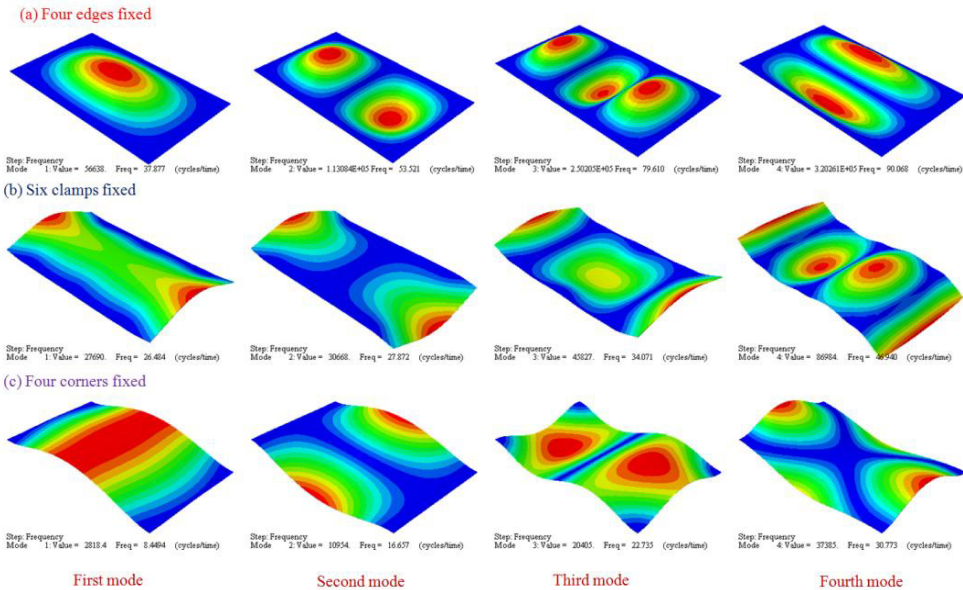 (a) Four edges fixed
Step: Frequency
Mode 1: Value = 56638. Freq = 37.877 (cycles/time)
Step: Frequency
Mode 2: Value = 1.13084E+05 Freq = 53.521 (cycles/time)
Step: Frequency
Mode 3: Value = 2.50205E+05 Freq = 79.610 (cycles/time)
Step: Frequency
Mode 4: Value = 3.20261E+05 Freq = 90.068 (cycles/time)
(b) Six clamps fixed
Step: Frequency
Mode 1: Value = 27690. Freq = 26.484 (cycles/time)
Step: Frequency
Mode 2: Value = 30668. Freq = 27.872 (cycles/time)
Step: Frequency
Mode 3: Value = 45827. Freq = 34.071 (cycles/time)
Step: Frequency
Mode 4: Value = 86984. Freq = 46.940 (cycles/time)
(c) Four corners fixed
Step: Frequency
Mode 1: Value = 2818.4 Freq = 8.4494 (cycles/time)
Step: Frequency
Mode 2: Value = 10954. Freq = 16.657 (cycles/time)
Step: Frequency
Mode 3: Value = 20405. Freq = 22.735 (cycles/time)
Step: Frequency
Mode 4: Value = 37385. Freq = 30.773 (cycles/time)
First mode
Second mode
Third mode
Fourth mode